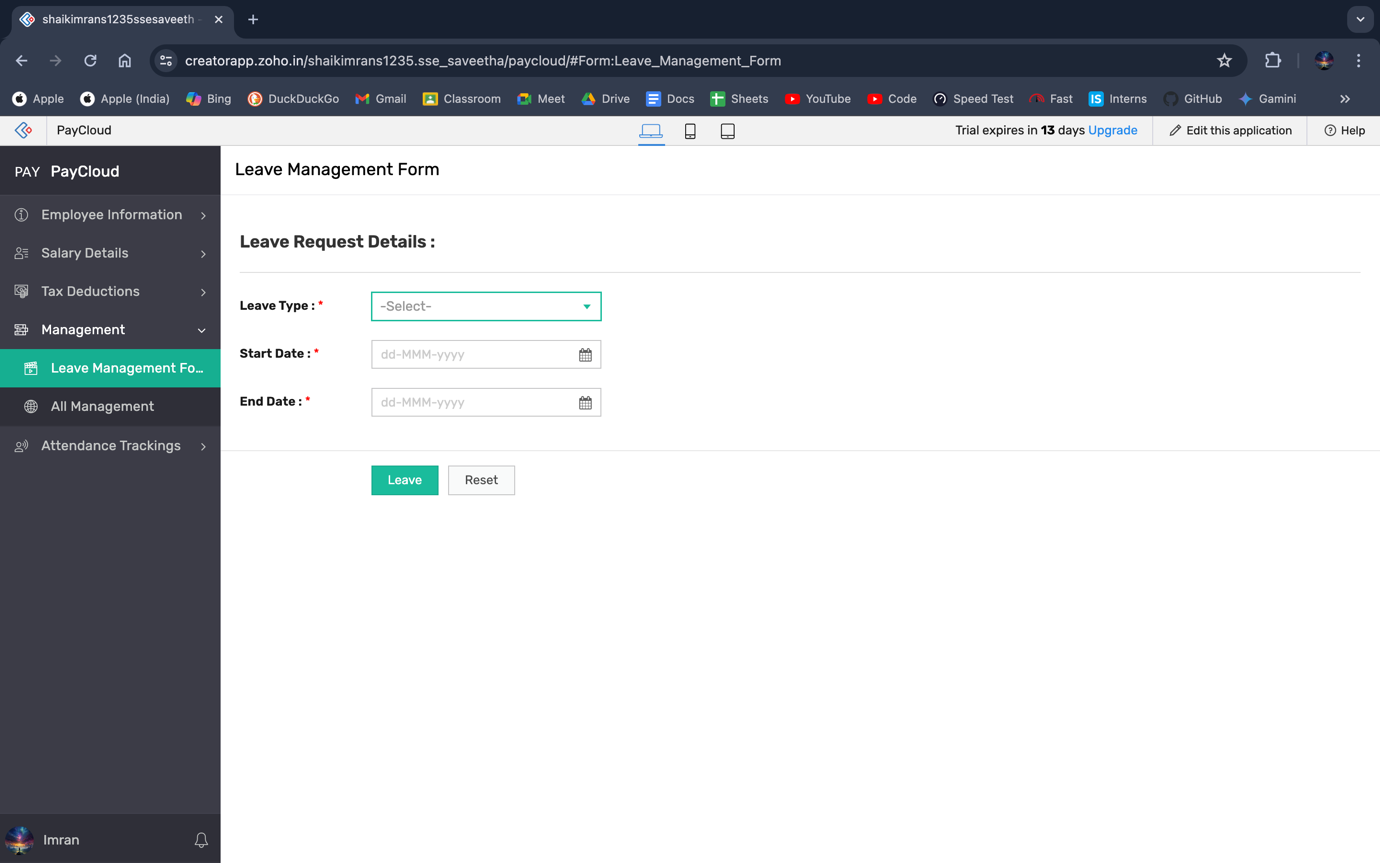 shaikimrans1235ssesaveeth
creatorapp.zoho.in/shaikimrans1235.sse_saveetha/paycloud/#Form:Leave_Management_Form
Apple Apple (India) Bing DuckDuckGo Gmail Classroom Meet Drive Docs Sheets YouTube Code Speed Test Fast IS Interns GitHub Gamini
PayCloud Trial expires in 13 days Upgrade Edit this application Help
PAY PayCloud
Employee Information
Salary Details
Tax Deductions
Management
Leave Management Fo...
All Management
Attendance Trackings
Imran
Leave Management Form
Leave Request Details :
Leave Type : * -Select-
Start Date : * dd-MMM-yyyy
End Date : * dd-MMM-yyyy
Leave Reset